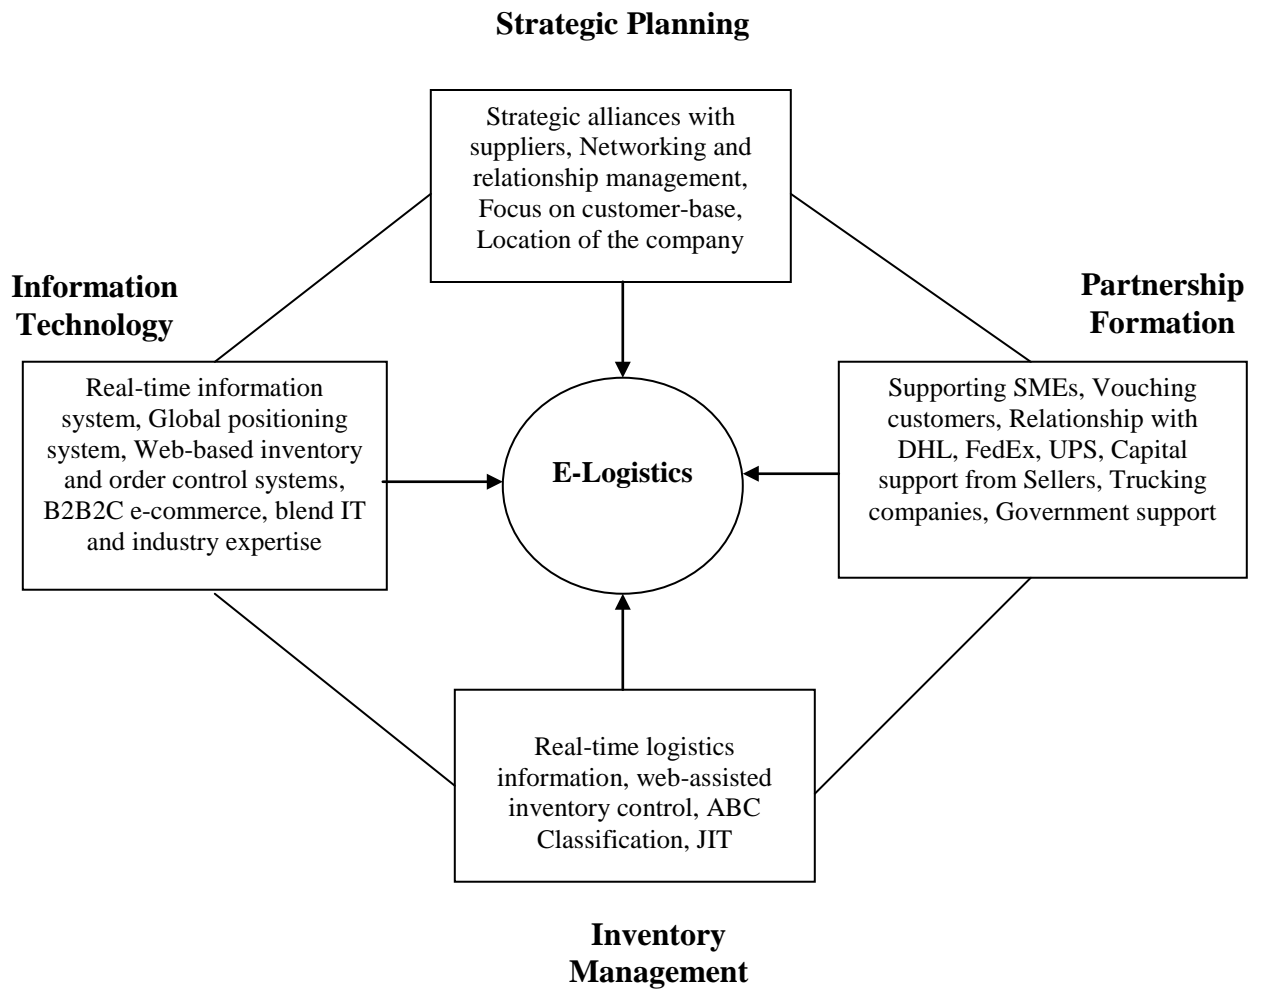 Strategic Planning
Strategic alliances with
suppliers, Networking and
relationship management,
Focus on customer-base,
Location of the company
Information
Technology
Partnership
Formation
Real-time information
system, Global positioning
system, Web-based inventory
and order control systems,
B2B2C e-commerce, blend IT
and industry expertise
E-Logistics
Supporting SMEs, Vouching
customers, Relationship with
DHL, FedEx, UPS, Capital
support from Sellers, Trucking
companies, Government support
Real-time logistics
information, web-assisted
inventory control, ABC
Classification, JIT
Inventory
Management